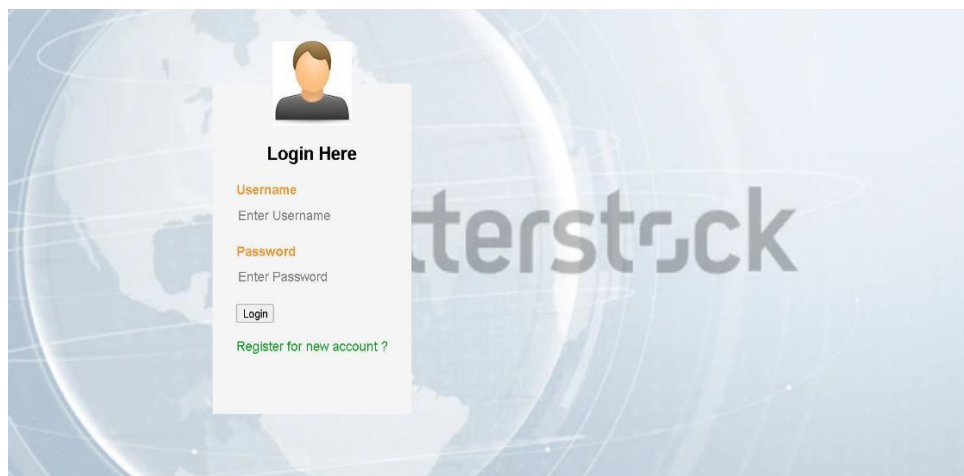 Login Here
Username
Enter Username
tterstock
Password
Enter Password
Login
Register for new account ?